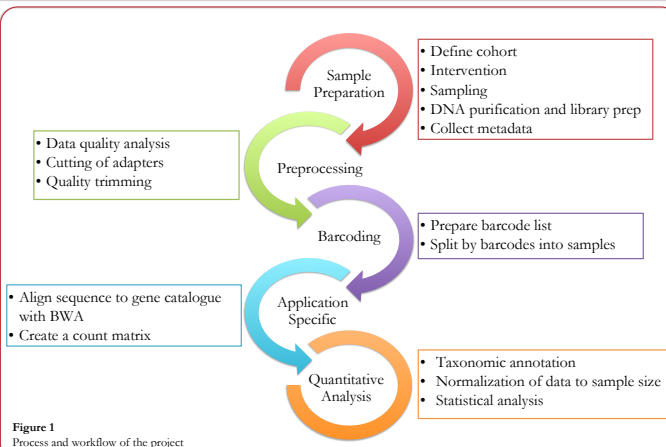 Sample
Preparation
• Define cohort
• Intervention
• Sampling
• DNA purification and library prep
• Collect metadata
• Data quality analysis
• Cutting of adapters
• Quality trimming
Preprocessing
Barcoding
• Prepare barcode list
• Split by barcodes into samples
• Align sequence to gene catalogue
with BWA
• Create a count matrix
Application
Specific
Quantitative
Analysis
• Taxonomic annotation
• Normalization of data to sample size
• Statistical analysis
Figure 1
Process and workflow of the project